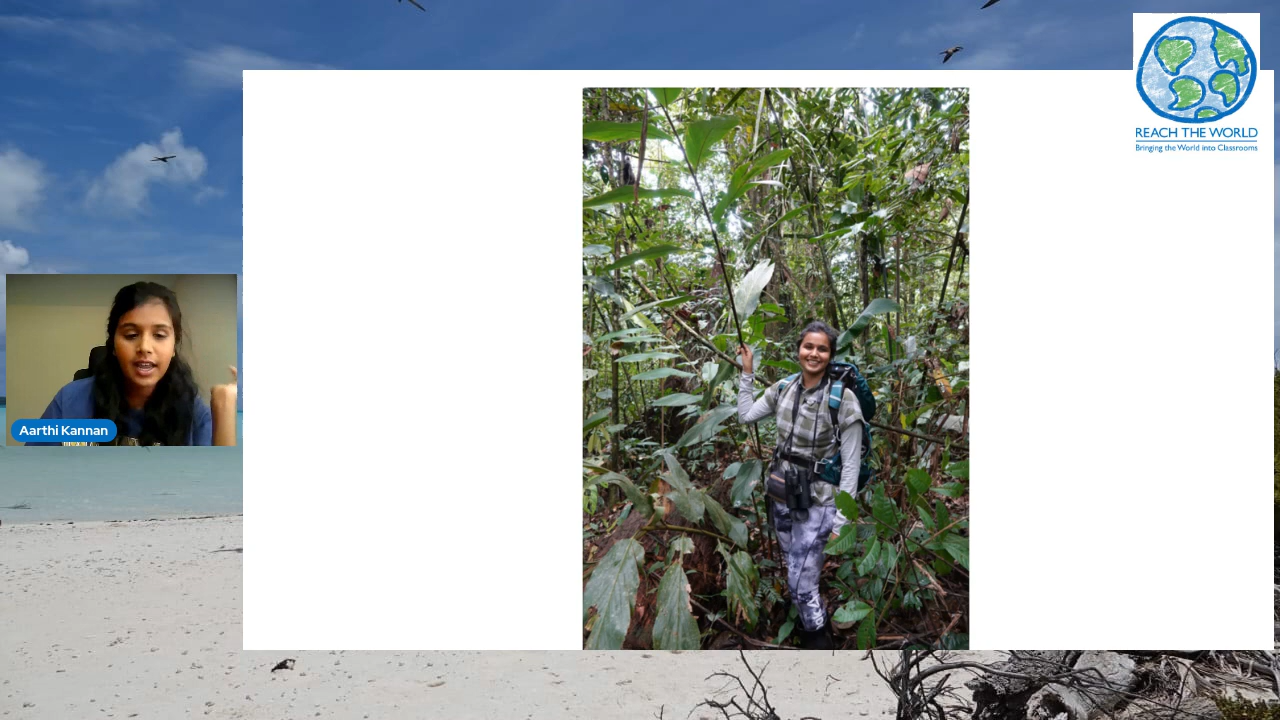 REACH THE WORLD
Bringing the World into Classrooms
Aarthi Kannan